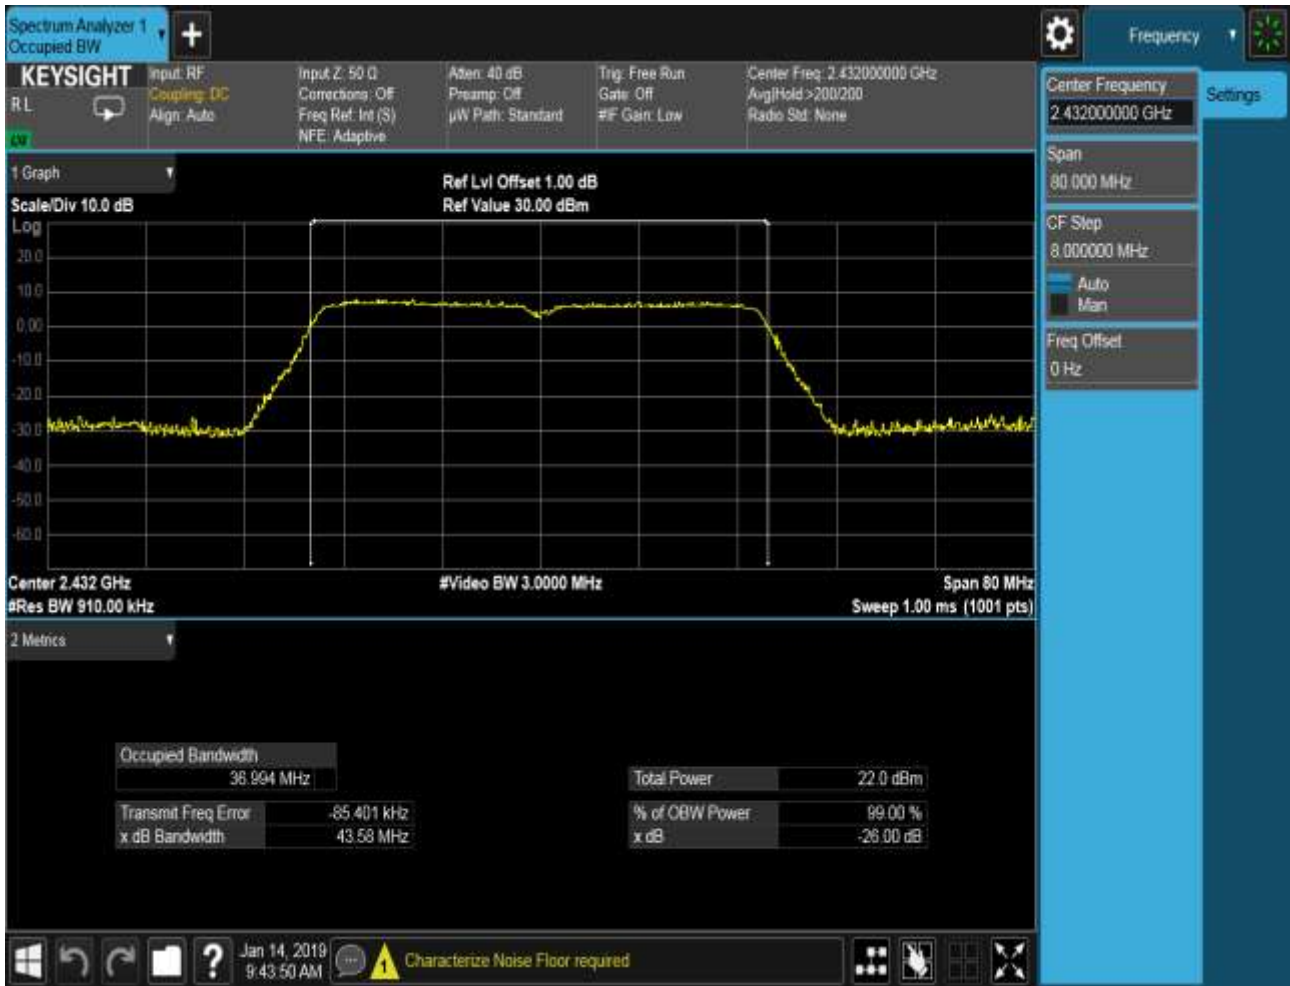 Spectrum Analyzer 1
Occupied BW
Frequency
KEYSIGHT
R L
Input: RF
Coupling: DC
Align: Auto
Input Z: 50 Ω
Corrections: Off
Freq Ref: Int (S)
NFE: Adaptive
Atten: 40 dB
Preamp: Off
µW Path: Standard
Trig: Free Run
Gate: Off
#IF Gain: Low
Center Freq: 2.432000000 GHz
Avg|Hold:>200/200
Radio Std: None
Center Frequency
2.432000000 GHz
Settings
Span
80.000 MHz
CF Step
8.000000 MHz
Auto
Man
Freq Offset
0 Hz
1 Graph
Scale/Div 10.0 dB
Ref Lvl Offset 1.00 dB
Ref Value 30.00 dBm
Log
20.0
10.0
0.00
-10.0
-20.0
-30.0
-40.0
-50.0
-60.0
Center 2.432 GHz
#Video BW 3.0000 MHz
Span 80 MHz
#Res BW 910.00 kHz
Sweep 1.00 ms (1001 pts)
2 Metrics
Occupied Bandwidth
36.994 MHz
Total Power 22.0 dBm
Transmit Freq Error -85.401 kHz
% of OBW Power 99.00 %
x dB Bandwidth 43.58 MHz
x dB -26.00 dB
?
Jan 14, 2019
9:43:50 AM
1
Characterize Noise Floor required